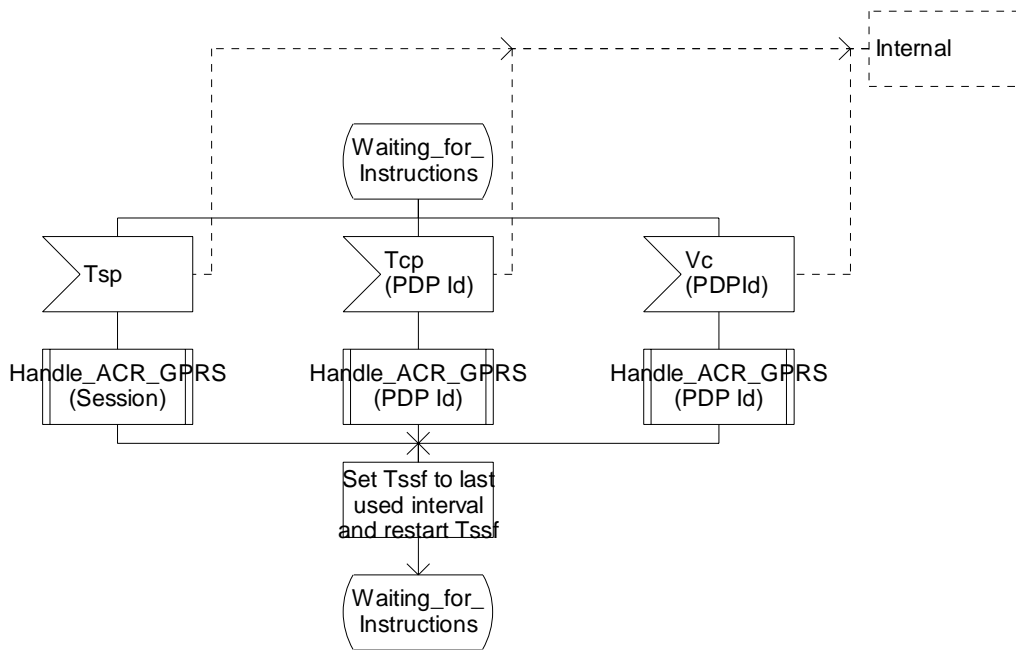 Internal
Waiting_for_
Instructions
Tsp
Tcp
(PDP Id)
Vc
(PDPId)
Handle_ACR_GPRS
(Session)
Handle_ACR_GPRS
(PDP Id)
Handle_ACR_GPRS
(PDP Id)
Set Tssf to last
used interval
and restart Tssf
Waiting_for_
Instructions